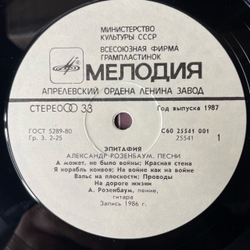 МИНИСТЕРСТВО
КУЛЬТУРЫ СССР
ВСЕСОЮЗНАЯ ФИРМА
ГРАМПЛАСТИНОК
МЕЛОДИЯ
АПРЕЛЕВСКИЙ ОРДЕНА ЛЕНИНА ЗАВОД
СТЕРЕО 33
Год выпуска 1987
ГОСТ 5289-80
С60 25541 001
Гр. 3. 2-25
25541 1
ЭПИТАФИЯ
АЛЕКСАНДР РОЗЕНБАУМ. ПЕСНИ
А может, не было войны; Красная стена
Я корабль конвоя; На войне как на войне
Вальс на плоскости; Проводы
На дороге жизни
А. Розенбаум, пение,
гитара
Запись 1986 г.